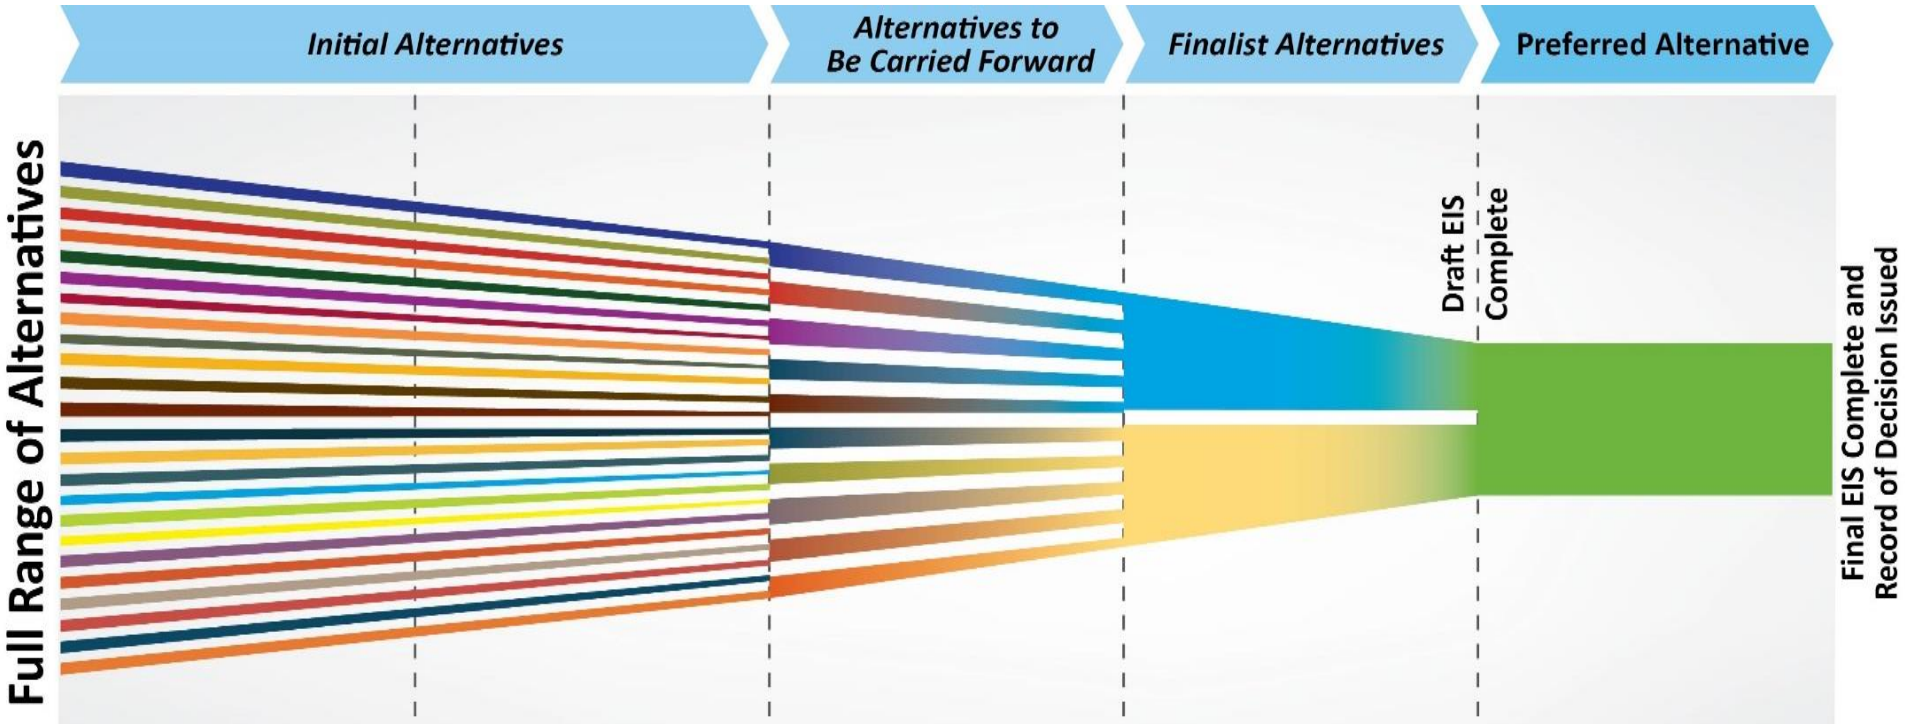 Initial Alternatives
Alternatives to
Be Carried Forward
Finalist Alternatives
Preferred Alternative
Full Range of Alternatives
Draft EIS
Complete
Final EIS Complete and
Record of Decision Issued